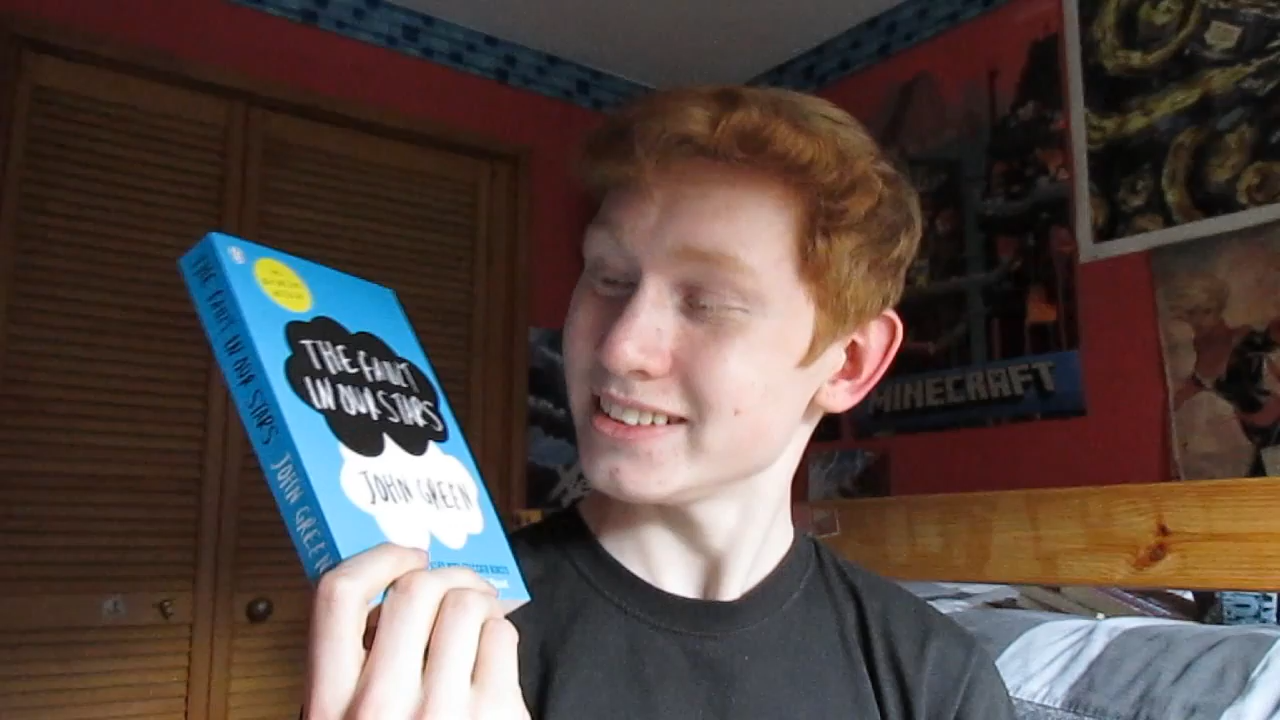 THE FAULT IN OUR STARS JOHN GREEN
THE FAULT
IN OUR STARS
JOHN GREEN
MINECRAFT